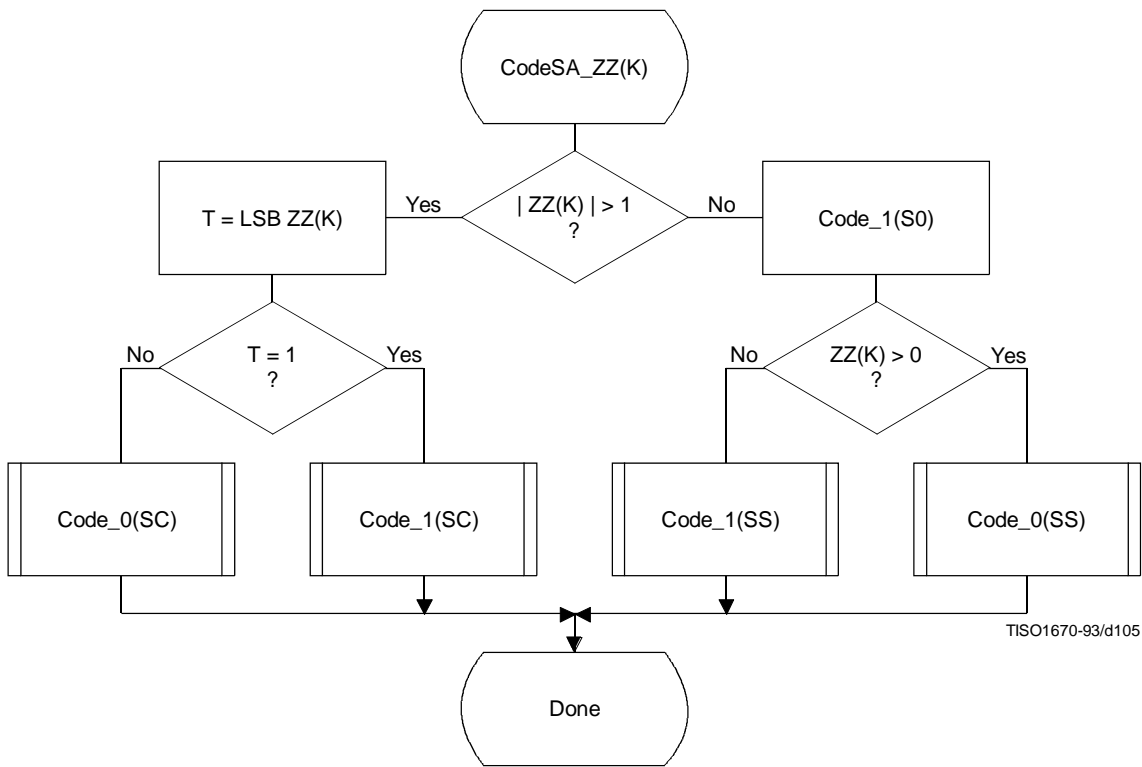 CodeSA_ZZ(K)
T = LSB ZZ(K)
Yes
| ZZ(K) | > 1
?
No
Code_1(S0)
No
T = 1
?
Yes
No
ZZ(K) > 0
?
Yes
Code_0(SC)
Code_1(SC)
Code_1(SS)
Code_0(SS)
TISO1670-93/d105
Done